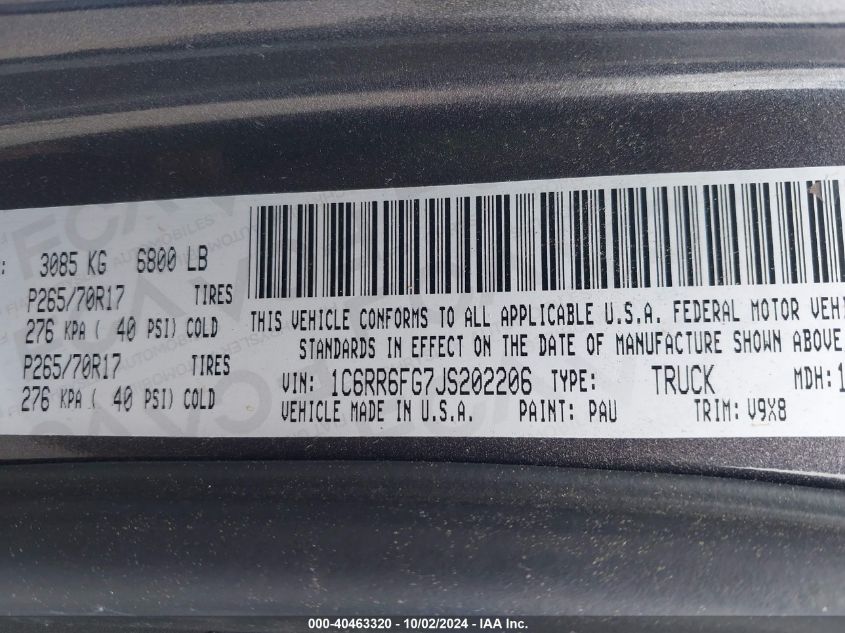 : 3085 KG 6800 LB
P265/70R17 TIRES
276 KPA ( 40 PSI) COLD
P265/70R17 TIRES
276 KPA ( 40 PSI) COLD
THIS VEHICLE CONFORMS TO ALL APPLICABLE U.S.A. FEDERAL MOTOR VEHI
STANDARDS IN EFFECT ON THE DATE OF MANUFACTURE SHOWN ABOVE.
VIN: 1C6RR6FG7JS202206 TYPE: TRUCK MDH:1
VEHICLE MADE IN U.S.A. PAINT: PAU TRIM: V9X8
000-40463320 - 10/02/2024 - IAA Inc.